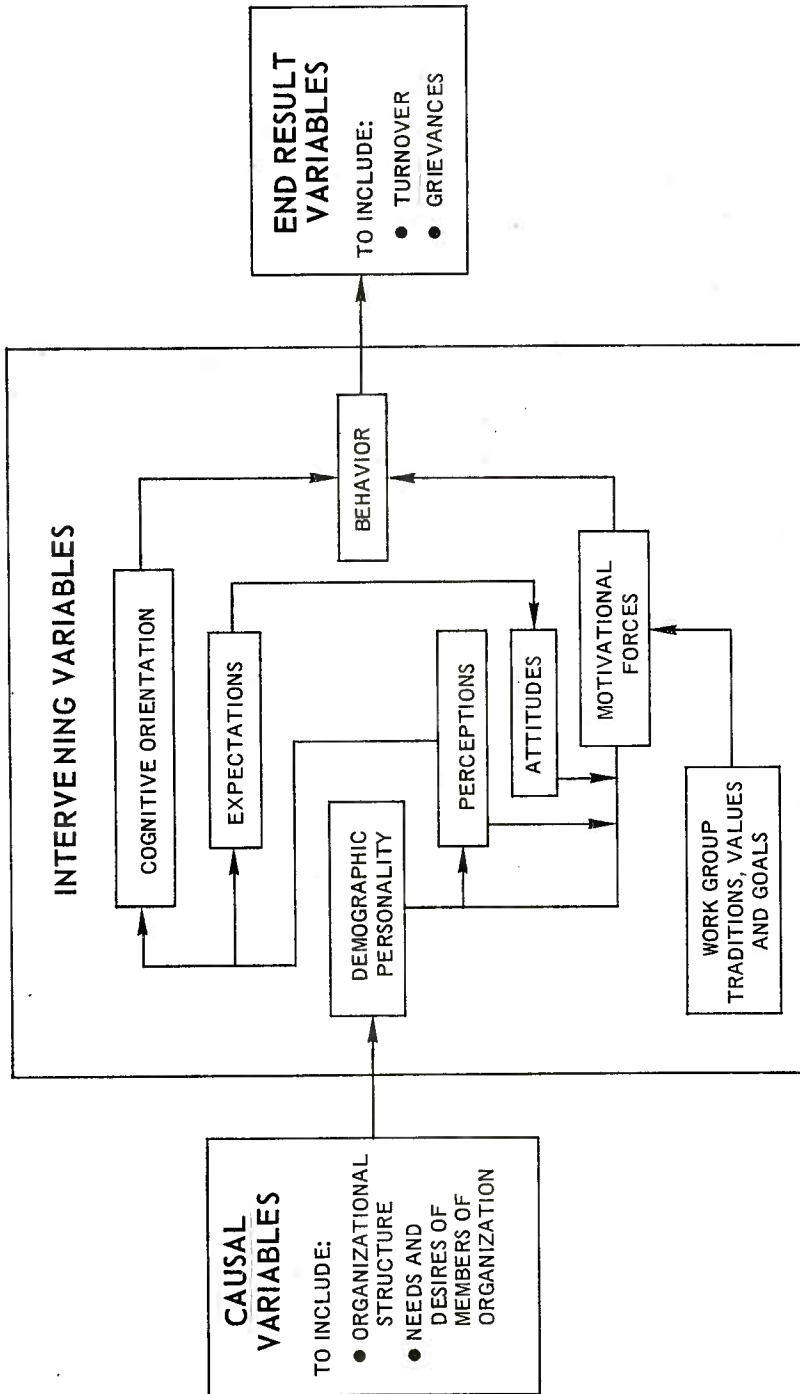 CAUSAL
VARIABLES
TO INCLUDE:
● ORGANIZATIONAL
STRUCTURE
● NEEDS AND
DESIRES OF
MEMBERS OF
ORGANIZATION
INTERVENING VARIABLES
COGNITIVE ORIENTATION
EXPECTATIONS
DEMOGRAPHIC
PERSONALITY
PERCEPTIONS
ATTITUDES
MOTIVATIONAL
FORCES
WORK GROUP
TRADITIONS, VALUES
AND GOALS
BEHAVIOR
END RESULT
VARIABLES
TO INCLUDE:
● TURNOVER
● GRIEVANCES